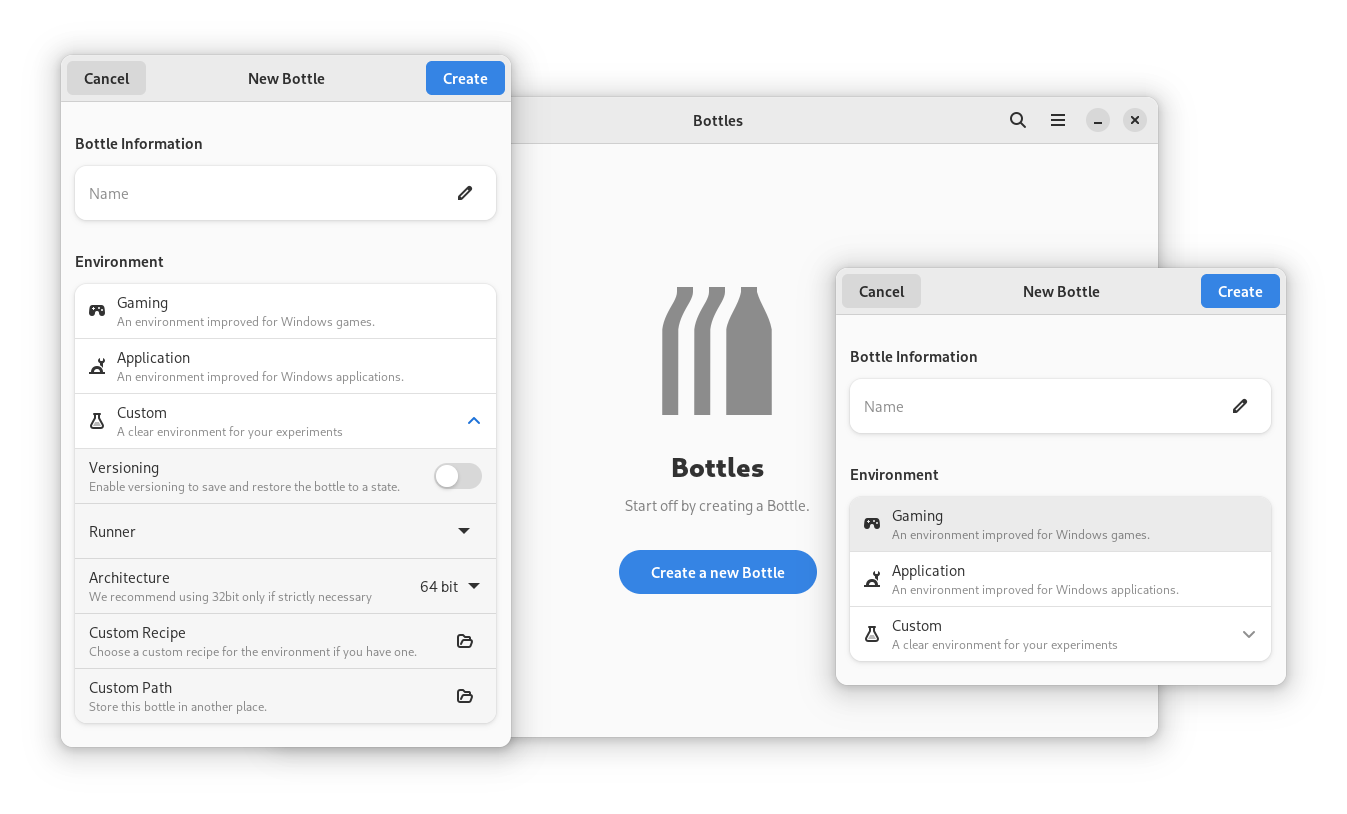 Cancel New Bottle Create
Bottle Information
Name
Environment
Gaming
An environment improved for Windows games.
Application
An environment improved for Windows applications.
Custom
A clear environment for your experiments
Versioning
Enable versioning to save and restore the bottle to a state.
Runner
Architecture
We recommend using 32bit only if strictly necessary
64 bit
Custom Recipe
Choose a custom recipe for the environment if you have one.
Custom Path
Store this bottle in another place.
Bottles
Bottles
Start off by creating a Bottle.
Create a new Bottle
Cancel New Bottle Create
Bottle Information
Name
Environment
Gaming
An environment improved for Windows games.
Application
An environment improved for Windows applications.
Custom
A clear environment for your experiments